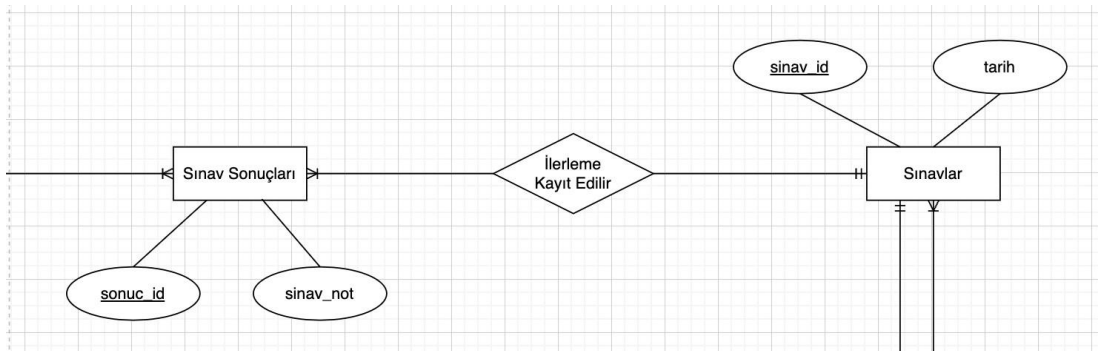 sinav_id
tarih
Sınav Sonuçları
İlerleme
Kayıt Edilir
Sınavlar
sonuc_id
sinav_not